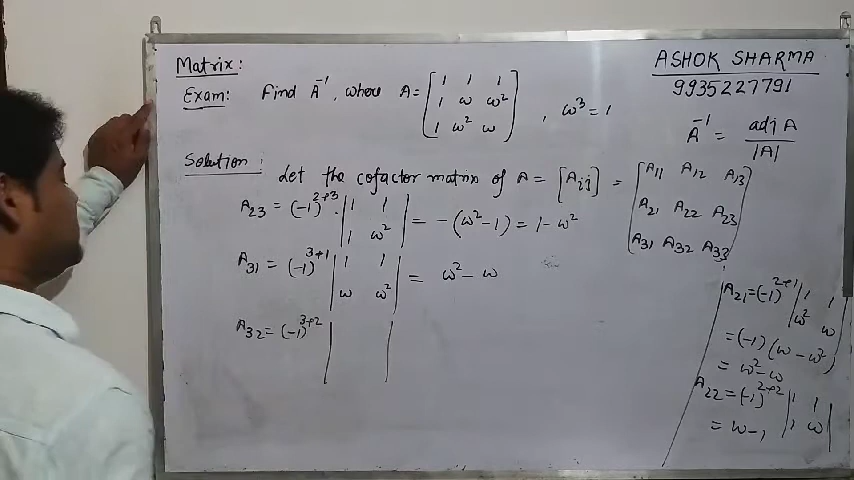 Matrix:
Exam: Find A⁻¹, where A = [1 1 1; 1 ω ω²; 1 ω² ω], ω³ = 1
ASHOK SHARMA
9935227791
A⁻¹ = adj A / |A|
Solution: Let the cofactor matrix of A = [Aij] = [A11 A12 A13; A21 A22 A23; A31 A32 A33]
A23 = (-1)²⁺³ · |1 1; 1 ω²| = -(ω²-1) = 1-ω²
A31 = (-1)³⁺¹ |1 1; ω ω²| = ω²-ω
A32 = (-1)³⁺² | |
A21 = (-1)²⁺¹ |1 1; ω² ω|
= (-1)(ω-ω²)
= ω²-ω
A22 = (-1)²⁺² |1 1; 1 ω|
= ω-1